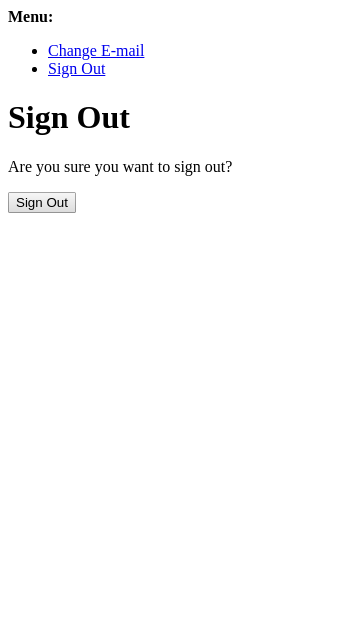 Menu:
Change E-mail
Sign Out
Sign Out
Are you sure you want to sign out?
Sign Out